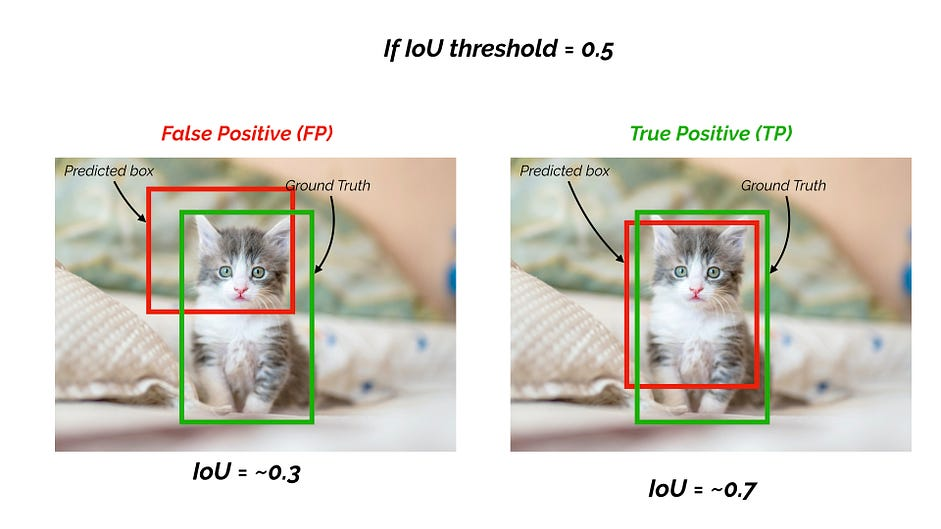 If IoU threshold = 0.5
False Positive (FP)
Predicted box
Ground Truth
IoU = ~0.3
True Positive (TP)
Predicted box
Ground Truth
IoU = ~0.7